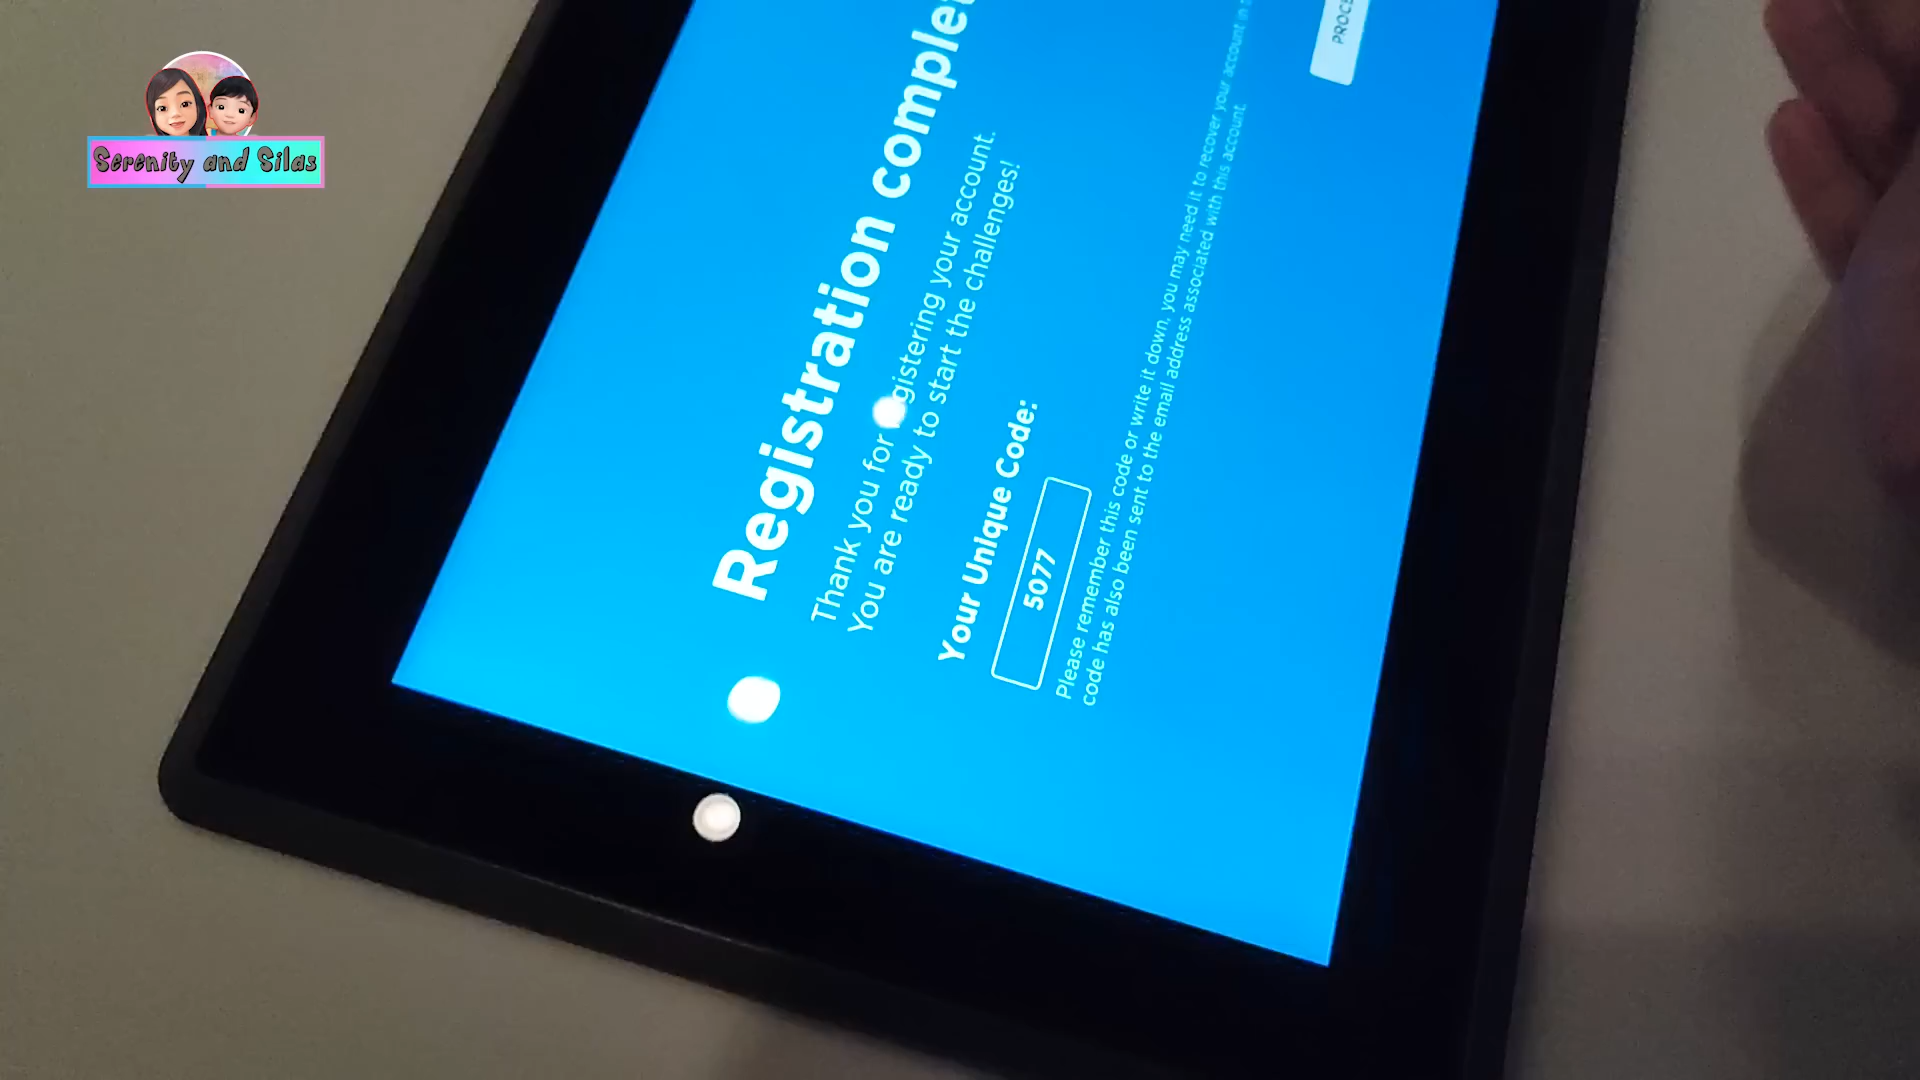 Serenity and Silas
Registration complet
Thank you for registering your account.
You are ready to start the challenges!
Your Unique Code:
5077
Please remember this code or write it down, you may need it to recover your account in
code has also been sent to the email address associated with this account.
PROCE